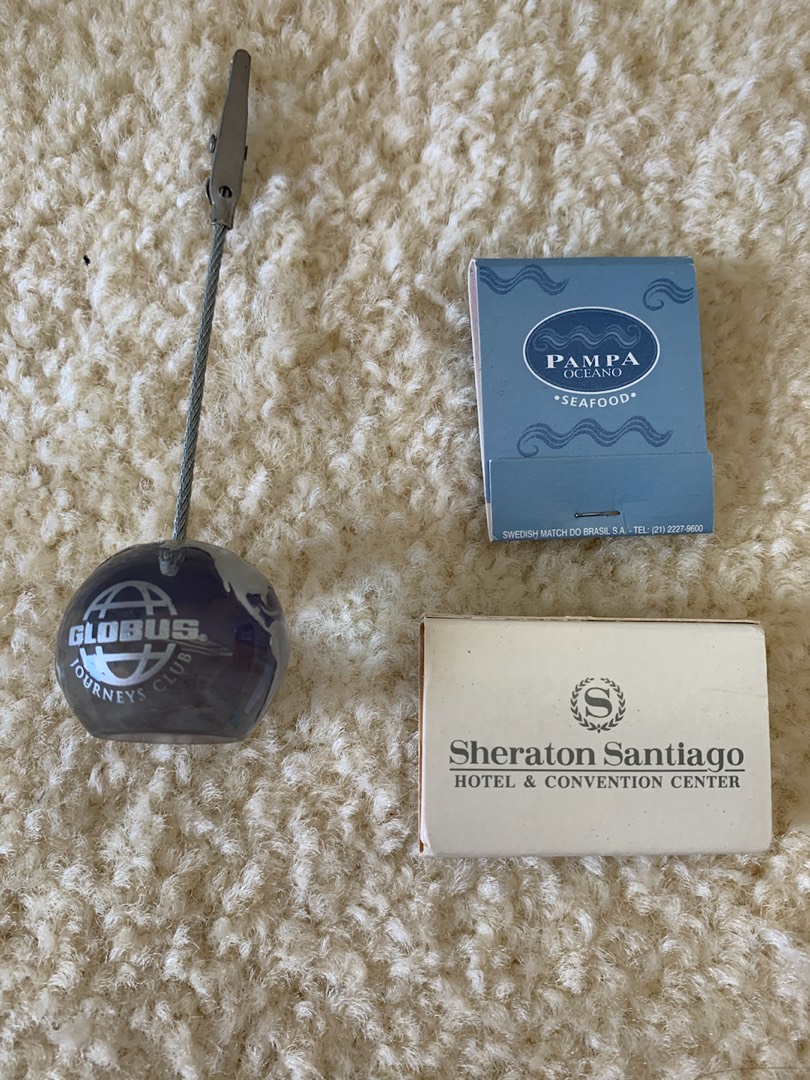 GLOBUS®
JOURNEYS CLUB
PAMPA
OCEANO
•SEAFOOD•
SWEDISH MATCH DO BRASIL S.A. - TEL: (21) 2227-9600
S
Sheraton Santiago
HOTEL & CONVENTION CENTER